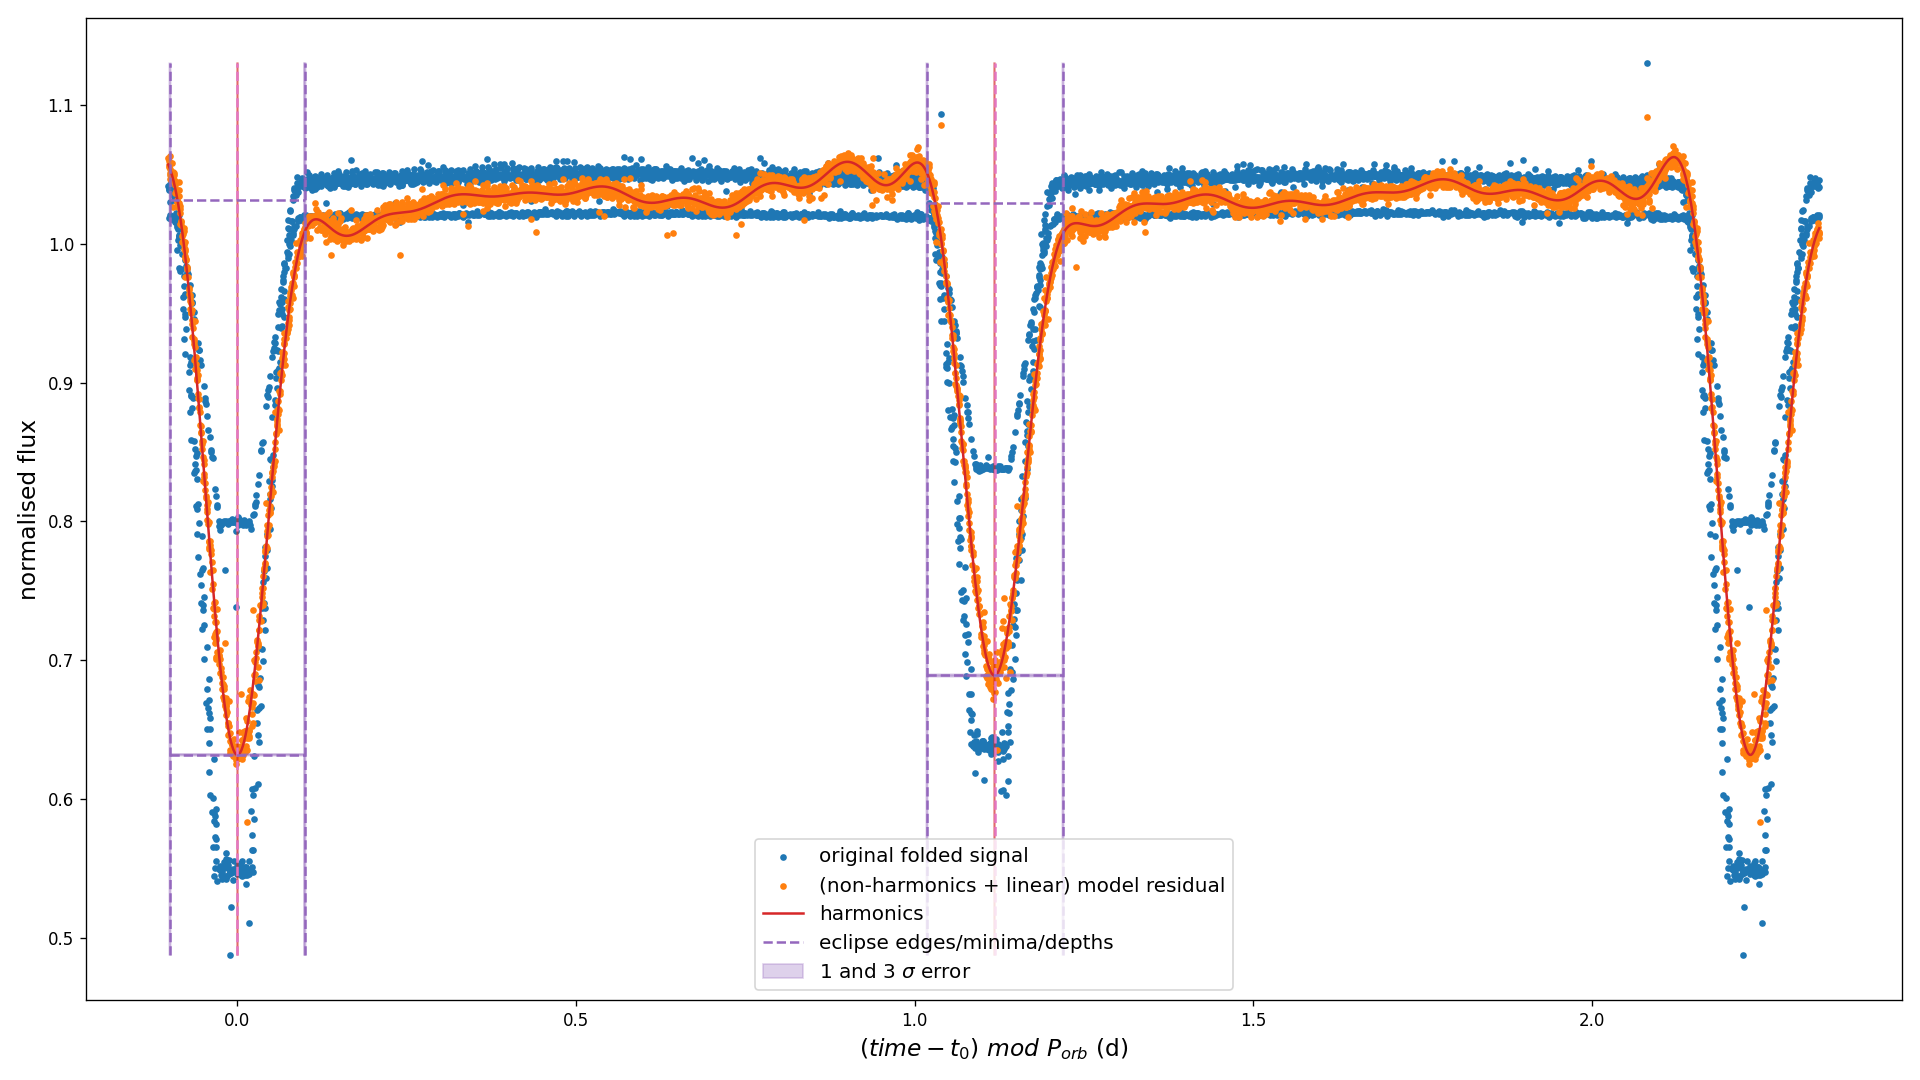 normalised flux
1.1
1.0
0.9
0.8
0.7
0.6
0.5
original folded signal
(non-harmonics + linear) model residual
harmonics
eclipse edges/minima/depths
1 and 3 σ error
0.0 0.5 1.0 1.5 2.0
(time − t₀) mod P_orb (d)